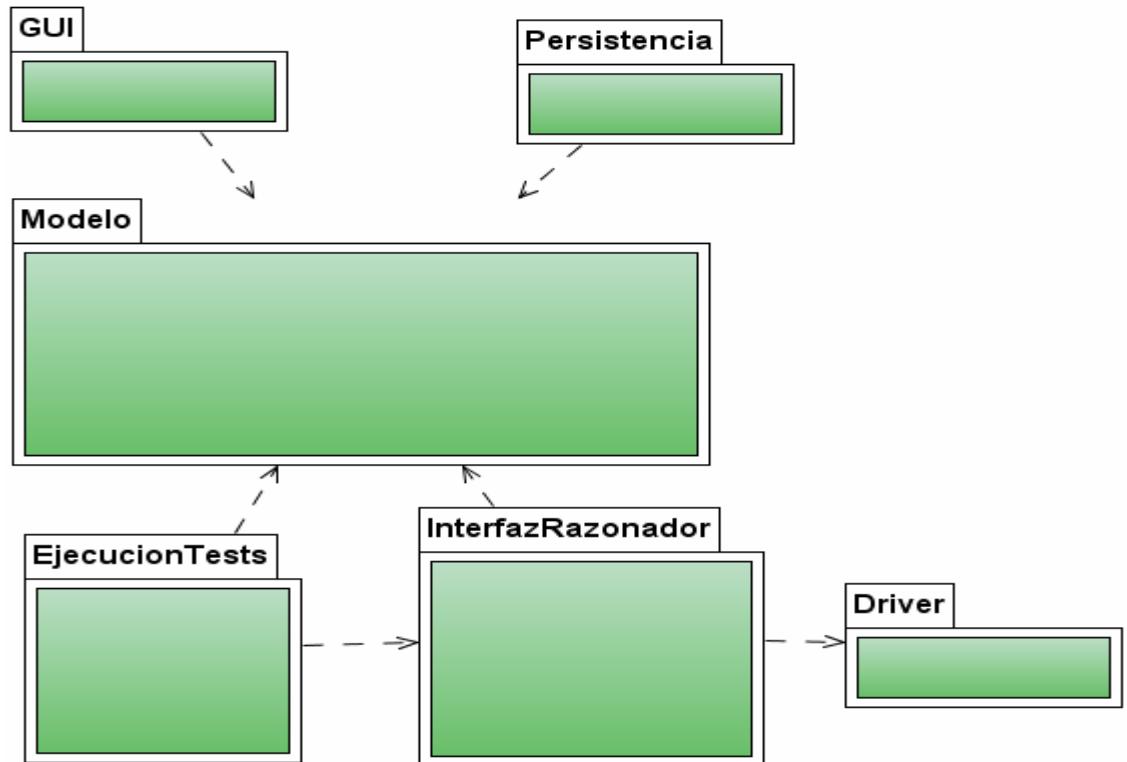 GUI
Persistencia
Modelo
EjecucionTests
InterfazRazonador
Driver